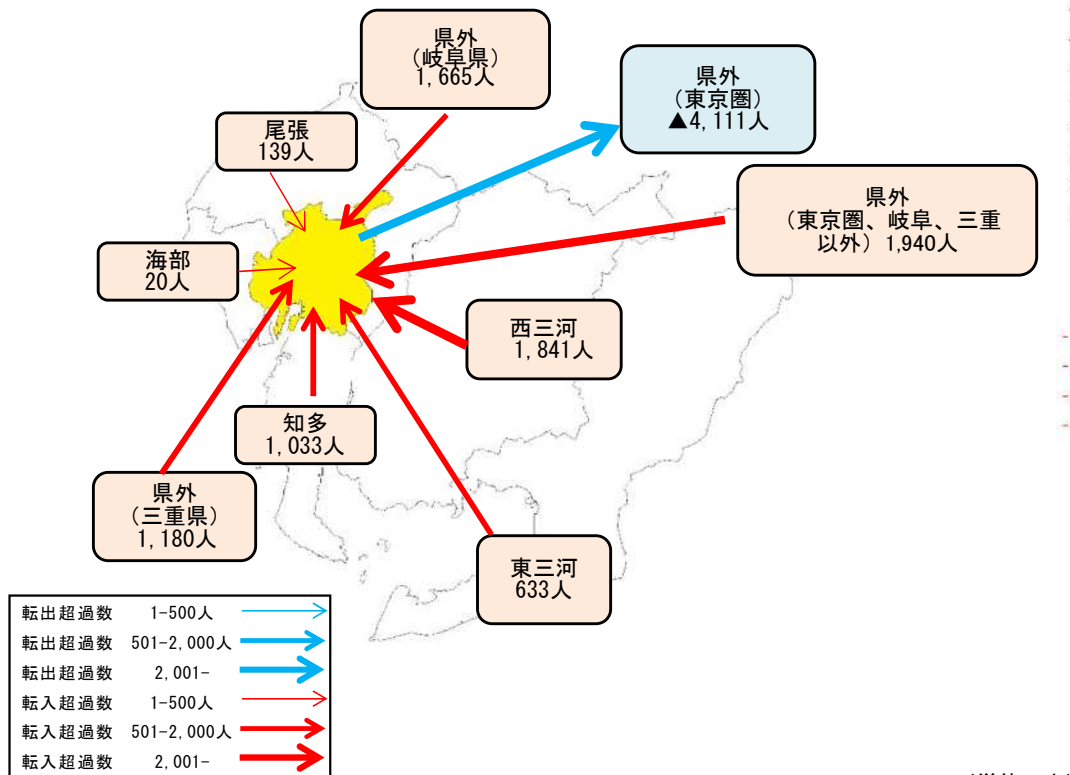 県外
（岐阜県）
1,665人
県外
（東京圏）
▲4,111人
尾張
139人
県外
（東京圏、岐阜、三重
以外）1,940人
海部
20人
西三河
1,841人
知多
1,033人
県外
（三重県）
1,180人
東三河
633人
転出超過数 1-500人
転出超過数 501-2,000人
転出超過数 2,001-
転入超過数 1-500人
転入超過数 501-2,000人
転入超過数 2,001-